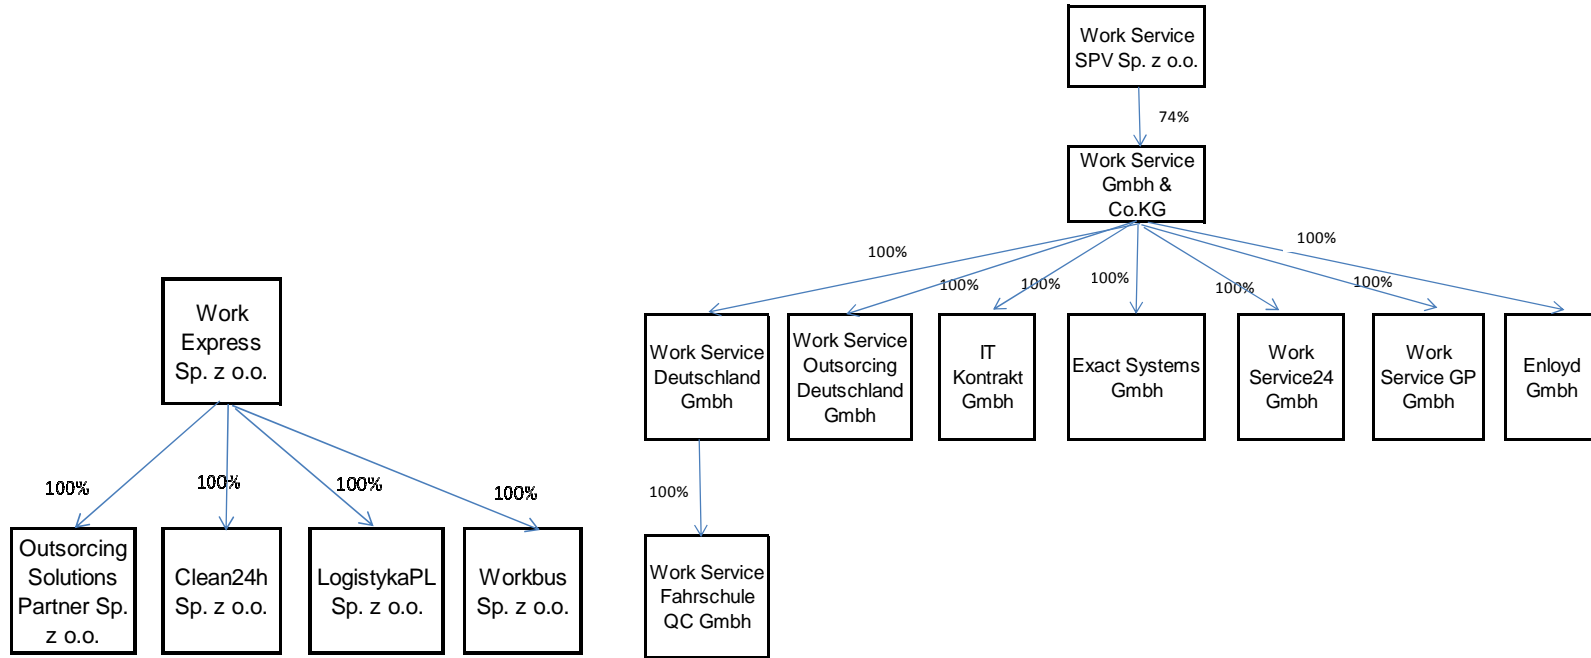 Work Service
SPV Sp. z o.o.
74%
Work Service
Gmbh &
Co.KG
100%
100%
100%
100%
100%
100%
100%
Work Service
Deutschland
Gmbh
Work Service
Outsorcing
Deutschland
Gmbh
IT
Kontrakt
Gmbh
Exact Systems
Gmbh
Work
Service24
Gmbh
Work
Service GP
Gmbh
Enloyd
Gmbh
100%
Work Service
Fahrschule
QC Gmbh
Work
Express
Sp. z o.o.
100%
100%
100%
100%
Outsorcing
Solutions
Partner Sp.
z o.o.
Clean24h
Sp. z o.o.
LogistykaPL
Sp. z o.o.
Workbus
Sp. z o.o.